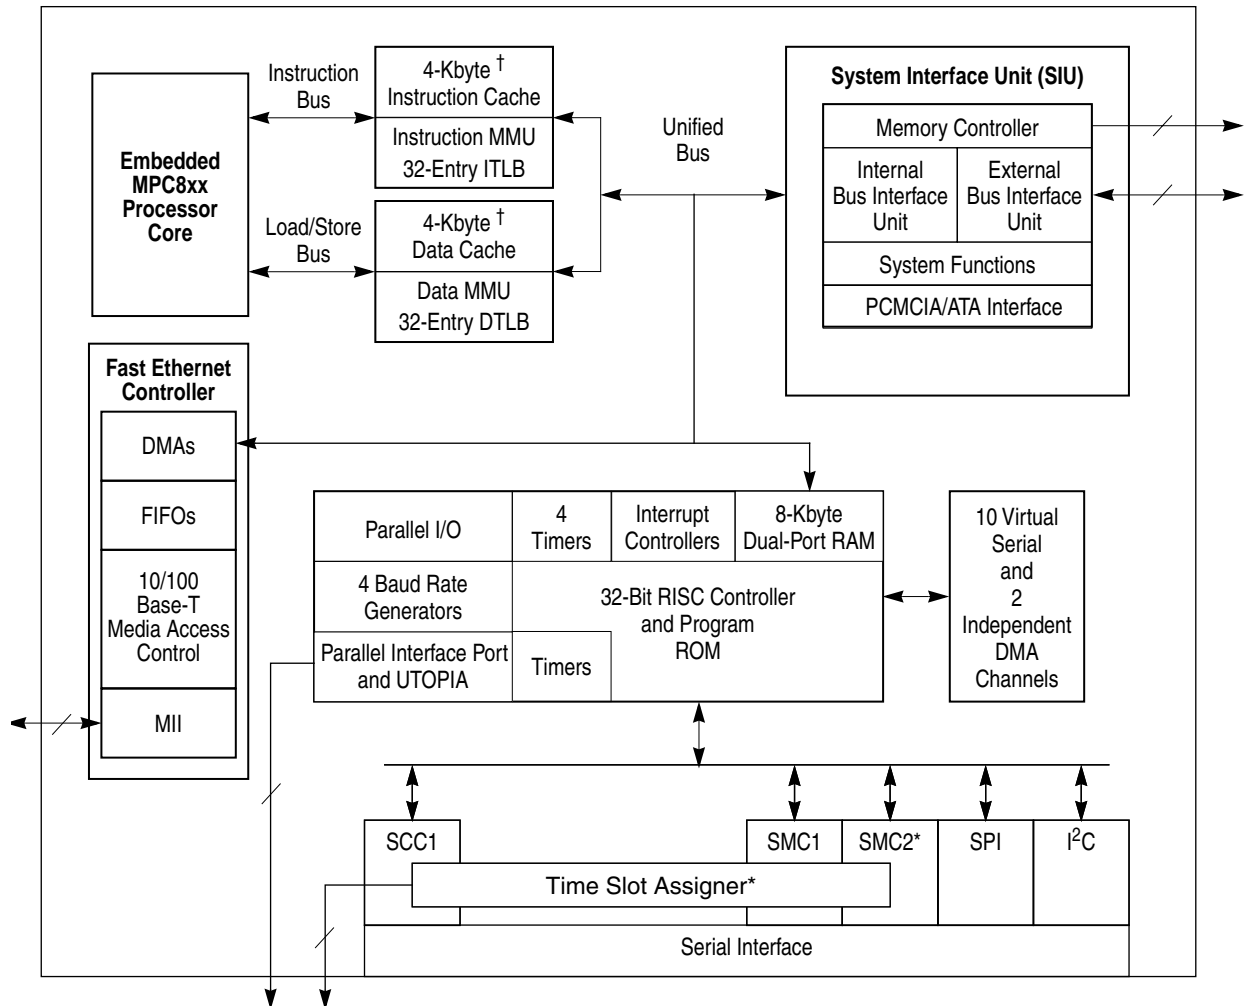 Embedded
MPC8xx
Processor
Core
Instruction
Bus
Load/Store
Bus
4-Kbyte †
Instruction Cache
Instruction MMU
32-Entry ITLB
4-Kbyte †
Data Cache
Data MMU
32-Entry DTLB
Unified
Bus
System Interface Unit (SIU)
Memory Controller
Internal
Bus Interface
Unit
External
Bus Interface
Unit
System Functions
PCMCIA/ATA Interface
Fast Ethernet
Controller
DMAs
FIFOs
10/100
Base-T
Media Access
Control
MII
Parallel I/O
4
Timers
Interrupt
Controllers
8-Kbyte
Dual-Port RAM
4 Baud Rate
Generators
32-Bit RISC Controller
and Program
ROM
Parallel Interface Port
and UTOPIA
Timers
10 Virtual
Serial
and
2
Independent
DMA
Channels
SCC1
SMC1
SMC2*
SPI
I²C
Time Slot Assigner*
Serial Interface